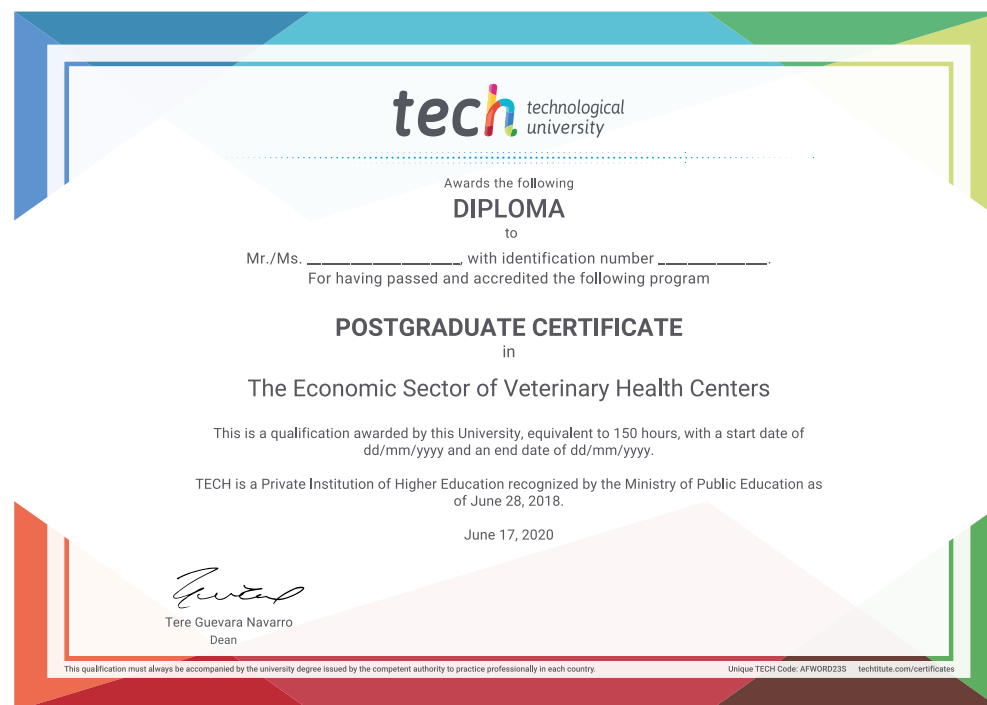 tech technological
university
Awards the following
DIPLOMA
to
Mr./Ms. ____________________, with identification number ______________.
For having passed and accredited the following program
POSTGRADUATE CERTIFICATE
in
The Economic Sector of Veterinary Health Centers
This is a qualification awarded by this University, equivalent to 150 hours, with a start date of
dd/mm/yyyy and an end date of dd/mm/yyyy.
TECH is a Private Institution of Higher Education recognized by the Ministry of Public Education as
of June 28, 2018.
June 17, 2020
Tere Guevara Navarro
Dean
This qualification must always be accompanied by the university degree issued by the competent authority to practice professionally in each country. Unique TECH Code: AFWORD23S techtitute.com/certificates